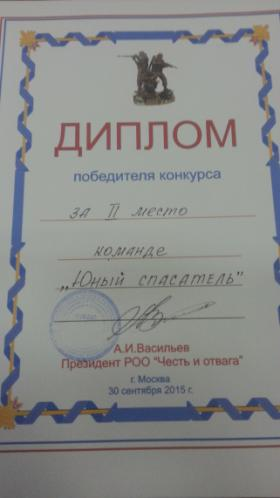 ДИПЛОМ
победителя конкурса
за II место
команде
„Юный спасатель"
А.И.Васильев
Президент РОО "Честь и отвага"
г. Москва
30 сентября 2015 г.